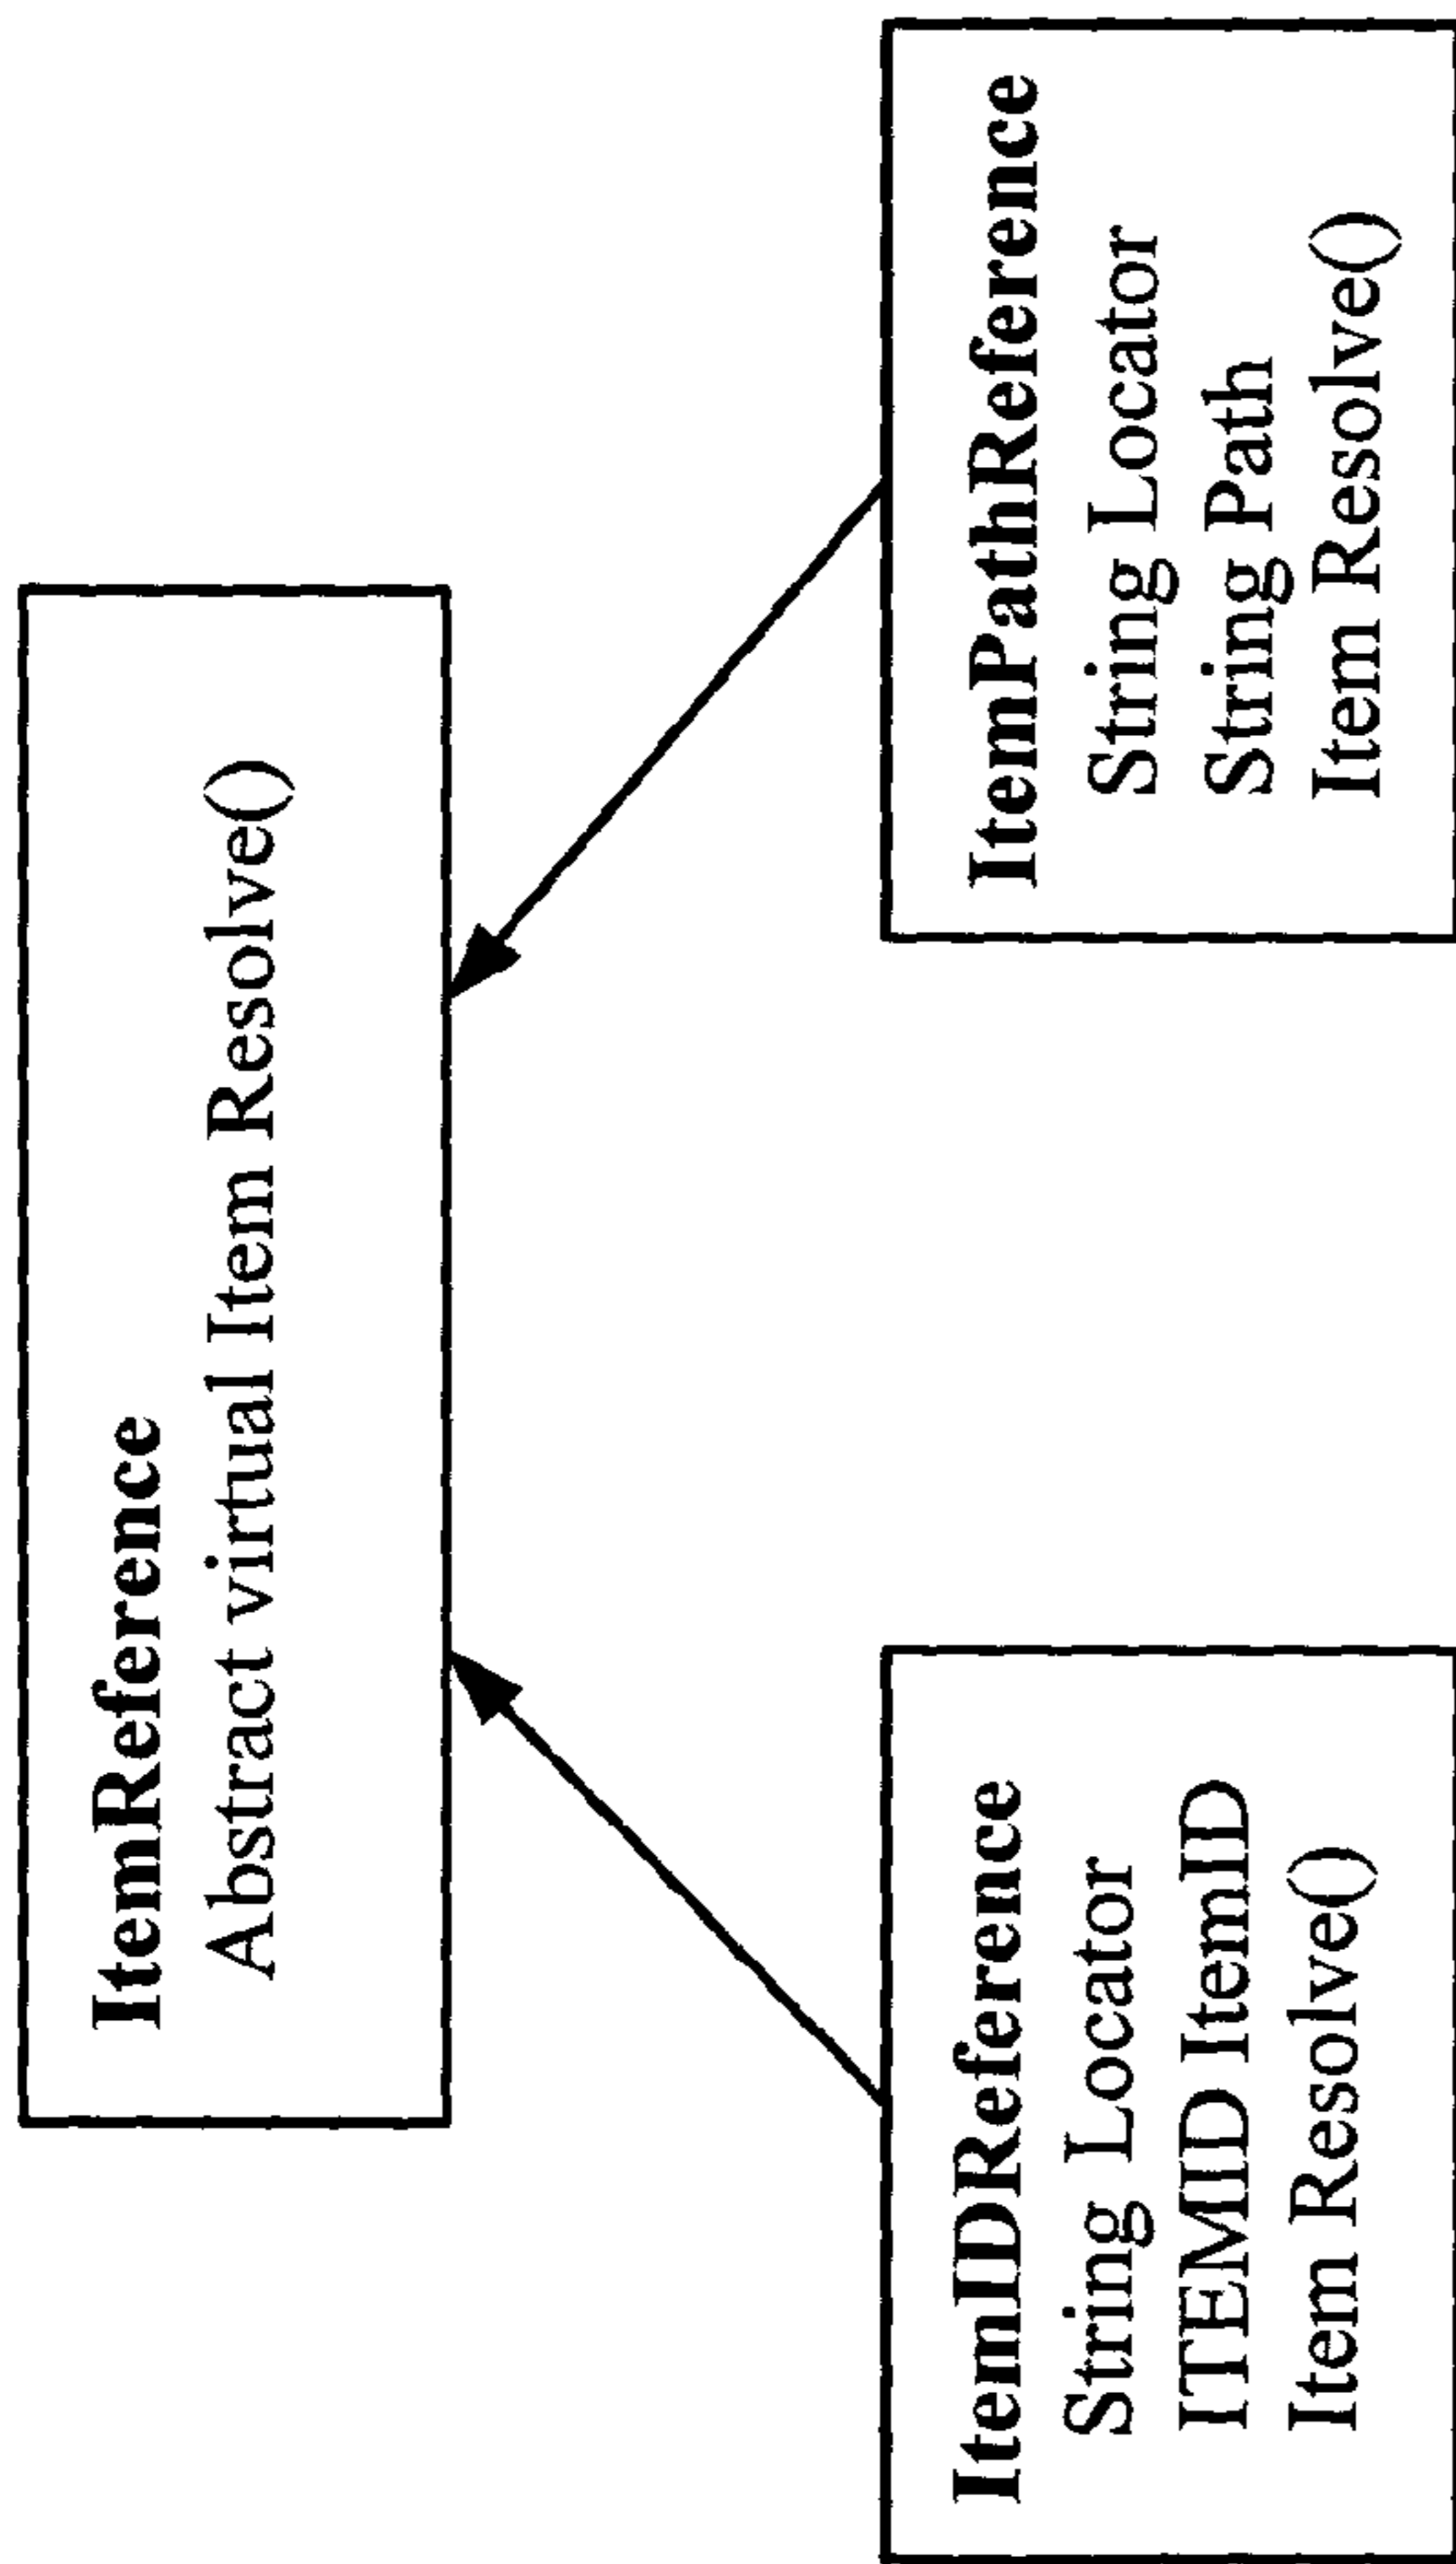 ItemReference
Abstract virtual Item Resolve()
ItemIDReference
String Locator
ITEMID ItemID
Item Resolve()
ItemPathReference
String Locator
String Path
Item Resolve()